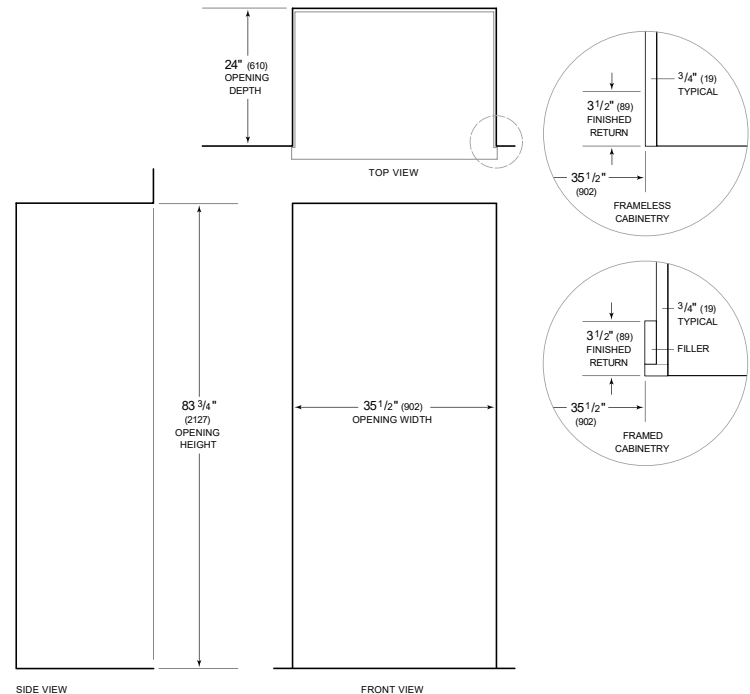 24" (610)
OPENING
DEPTH
TOP VIEW
3/4" (19)
TYPICAL
3 1/2" (89)
FINISHED
RETURN
35 1/2"
(902)
FRAMELESS
CABINETRY
3/4" (19)
TYPICAL
3 1/2" (89)
FINISHED
RETURN
FILLER
35 1/2"
(902)
FRAMED
CABINETRY
83 3/4"
(2127)
OPENING
HEIGHT
35 1/2" (902)
OPENING WIDTH
SIDE VIEW
FRONT VIEW